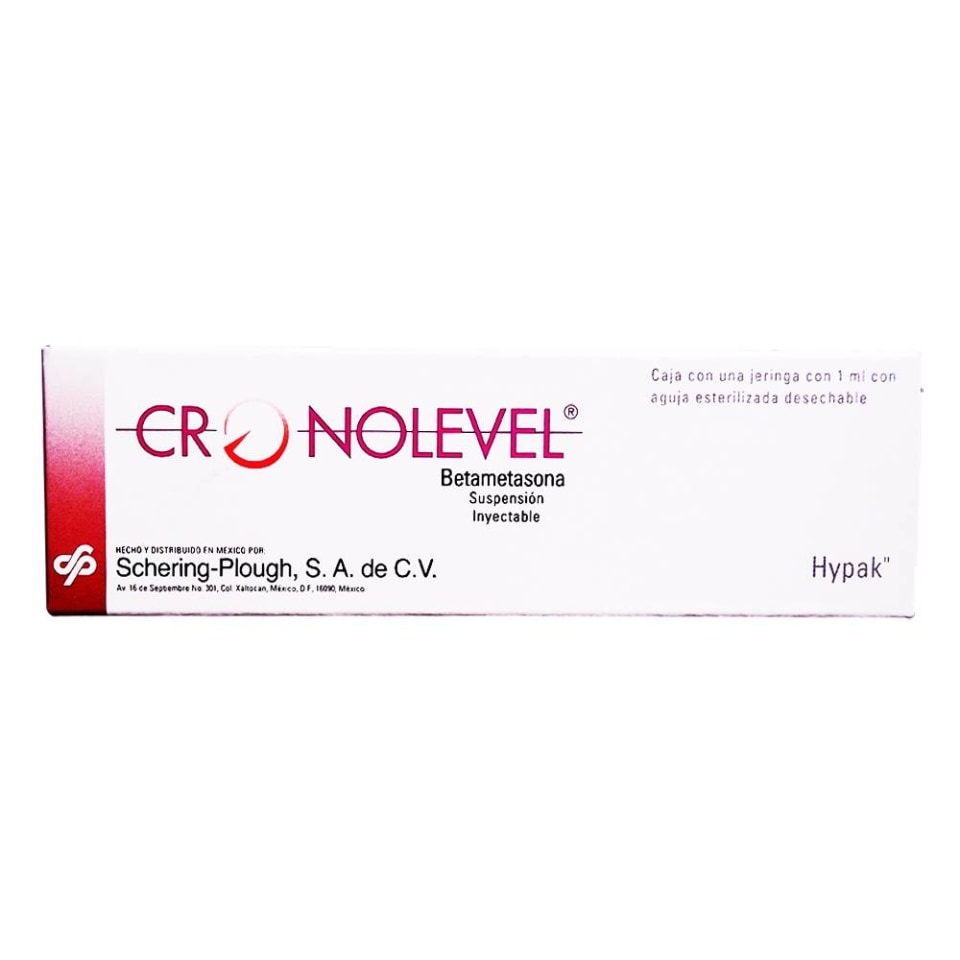 Caja con una jeringa con 1 ml con
aguja esterilizada desechable
CRONOLEVEL®
Betametasona
Suspensión
Inyectable
HECHO Y DISTRIBUIDO EN MEXICO POR:
Schering-Plough, S. A. de C.V.
Av. 16 de Septiembre No. 301, Col. Xaltocan, México, D.F., 16090, México
Hypak"